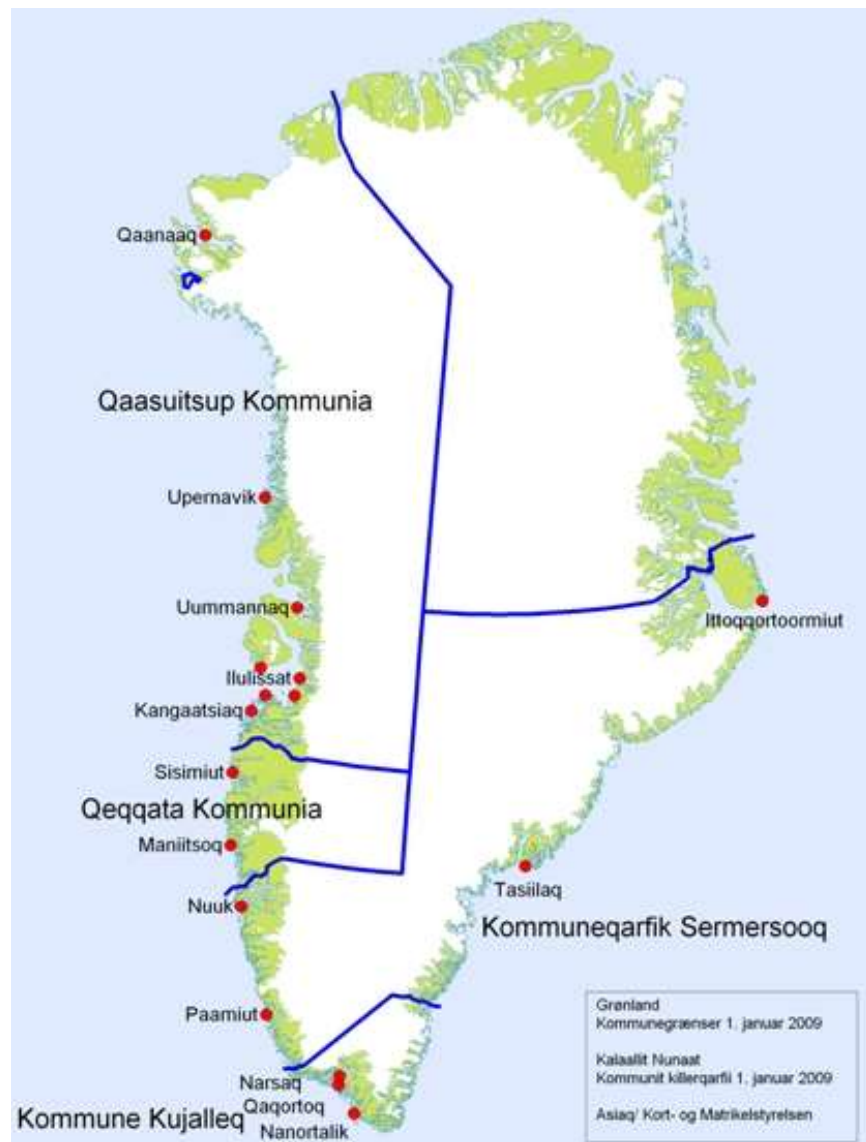 Qaanaaq
Qaasuitsup Kommunia
Upernavik
Uummannaq
Ittoqqortoormiut
Ilulissat
Kangaatsiaq
Sisimiut
Qeqqata Kommunia
Maniitsoq
Tasiilaq
Nuuk
Kommuneqarfik Sermersooq
Paamiut
Narsaq
Qaqortoq
Kommune Kujalleq
Nanortalik
Grønland
Kommunegrænser 1. januar 2009
Kalaallit Nunaat
Kommunit killeqarfii 1. januar 2009
Asiaq/ Kort- og Matrikelstyrelsen